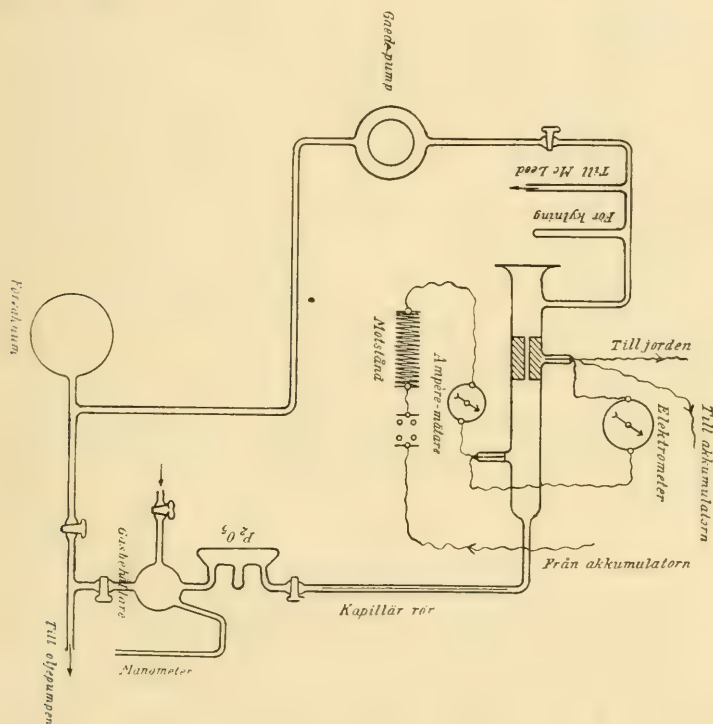 Gaede-pump
Till Mc Leod
För kylning
Förvakuum
Motstånd
Ampère-mätare
Till jorden
Till akkumulatorn
Elektrometer
Från akkumulatorn
Gasbehållare
P₂O₅
Kapillär rör
Manometer
Till oljepumpen